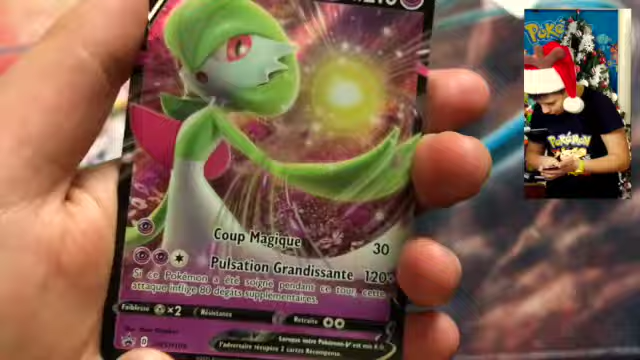 Poké
Pokémon
Coup Magique 30
Pulsation Grandissante 120+
Si ce Pokémon a été soigné pendant ce tour, cette
attaque inflige 80 dégâts supplémentaires.
Faiblesse ×2 Résistance Retraite
Lorsque votre Pokémon-V est mis K.O.
l'adversaire récupère 2 cartes Récompense.